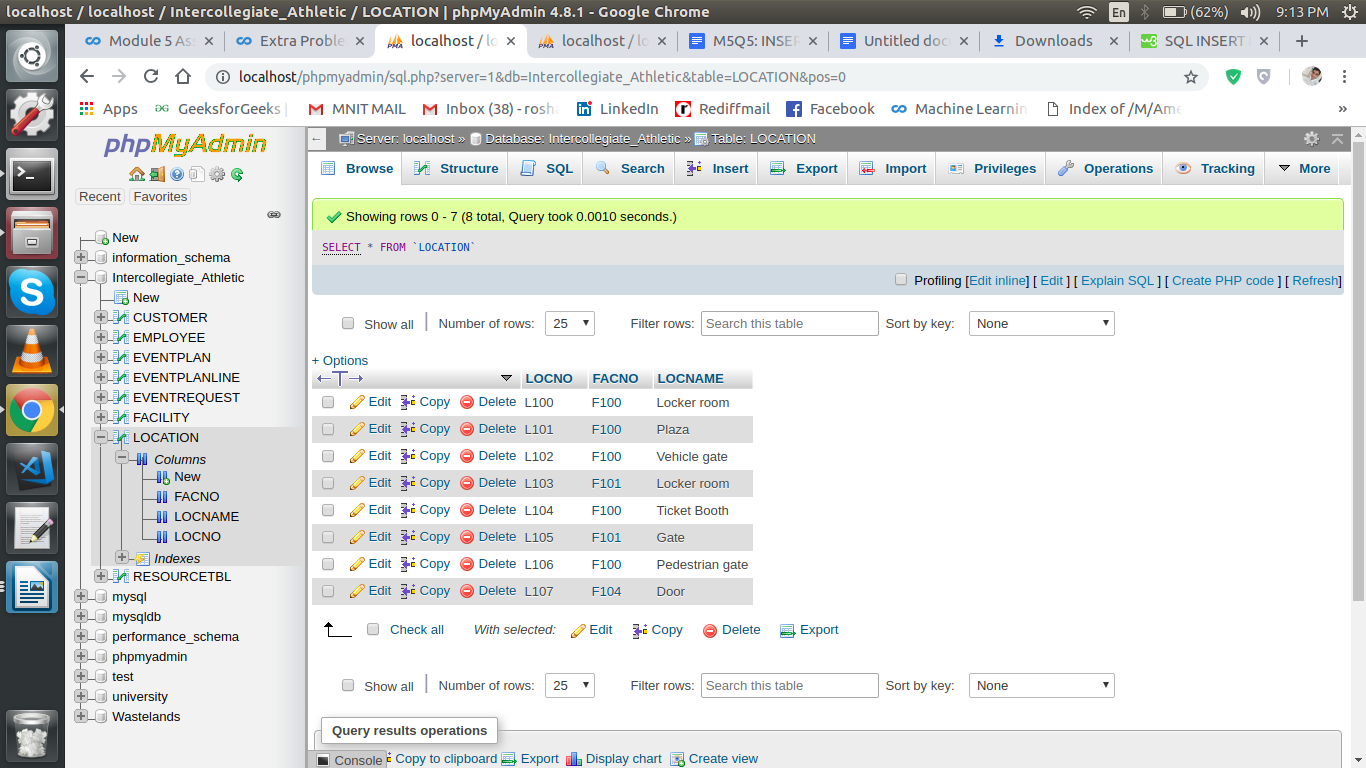 localhost / localhost / Intercollegiate_Athletic / LOCATION | phpMyAdmin 4.8.1 - Google Chrome
En (62%) 9:13 PM
Module 5 As × Extra Proble × PMA localhost / lo × PMA localhost / lo × M5Q5: INSER × Untitled doc × Downloads × w3 SQL INSERT ×
localhost/phpmyadmin/sql.php?server=1&db=Intercollegiate_Athletic&table=LOCATION&pos=0
Apps GeeksforGeeks | MNIT MAIL Inbox (38) - rosh LinkedIn Rediffmail Facebook Machine Learnin Index of /M/Ame »
phpMyAdmin
Recent Favorites
New
information_schema
Intercollegiate_Athletic
New
CUSTOMER
EMPLOYEE
EVENTPLAN
EVENTPLANLINE
EVENTREQUEST
FACILITY
LOCATION
Columns
New
FACNO
LOCNAME
LOCNO
Indexes
RESOURCETBL
mysql
mysqldb
performance_schema
phpmyadmin
test
university
Wastelands
Server: localhost » Database: Intercollegiate_Athletic » Table: LOCATION
Browse Structure SQL Search Insert Export Import Privileges Operations Tracking More
Showing rows 0 - 7 (8 total, Query took 0.0010 seconds.)
SELECT * FROM `LOCATION`
Profiling [Edit inline] [ Edit ] [ Explain SQL ] [ Create PHP code ] [ Refresh]
Show all | Number of rows: 25 Filter rows: Search this table Sort by key: None
+ Options
←T→ LOCNO FACNO LOCNAME
Edit Copy Delete L100 F100 Locker room
Edit Copy Delete L101 F100 Plaza
Edit Copy Delete L102 F100 Vehicle gate
Edit Copy Delete L103 F101 Locker room
Edit Copy Delete L104 F100 Ticket Booth
Edit Copy Delete L105 F101 Gate
Edit Copy Delete L106 F100 Pedestrian gate
Edit Copy Delete L107 F104 Door
Check all With selected: Edit Copy Delete Export
Show all | Number of rows: 25 Filter rows: Search this table Sort by key: None
Query results operations
Console Copy to clipboard Export Display chart Create view